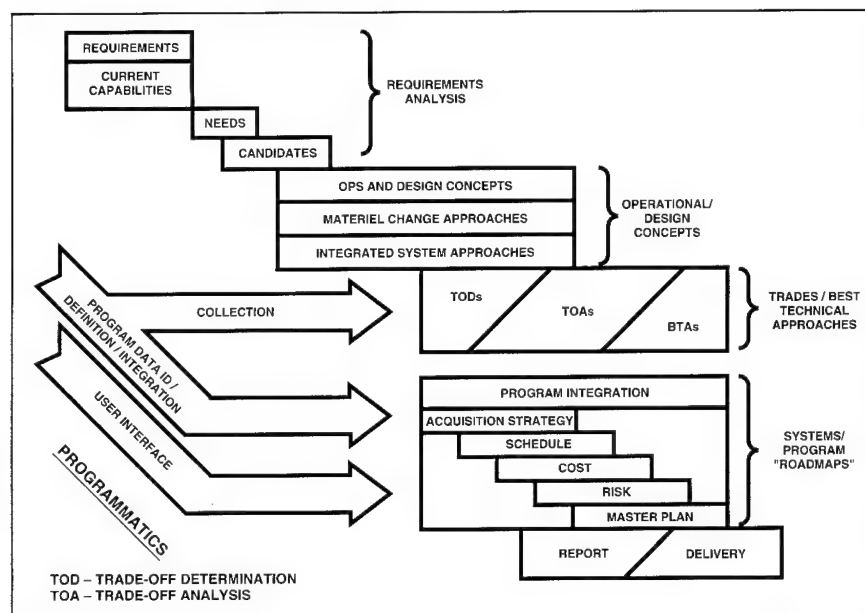 REQUIREMENTS
CURRENT
CAPABILITIES
NEEDS
CANDIDATES
REQUIREMENTS
ANALYSIS
OPS AND DESIGN CONCEPTS
MATERIEL CHANGE APPROACHES
INTEGRATED SYSTEM APPROACHES
OPERATIONAL/
DESIGN
CONCEPTS
TODs
TOAs
BTAs
TRADES / BEST
TECHNICAL
APPROACHES
COLLECTION
PROGRAM DATA ID /
DEFINITION / INTEGRATION
USER INTERFACE
PROGRAMMATICS
PROGRAM INTEGRATION
ACQUISITION STRATEGY
SCHEDULE
COST
RISK
MASTER PLAN
SYSTEMS/
PROGRAM
"ROADMAPS"
REPORT
DELIVERY
TOD – TRADE-OFF DETERMINATION
TOA – TRADE-OFF ANALYSIS